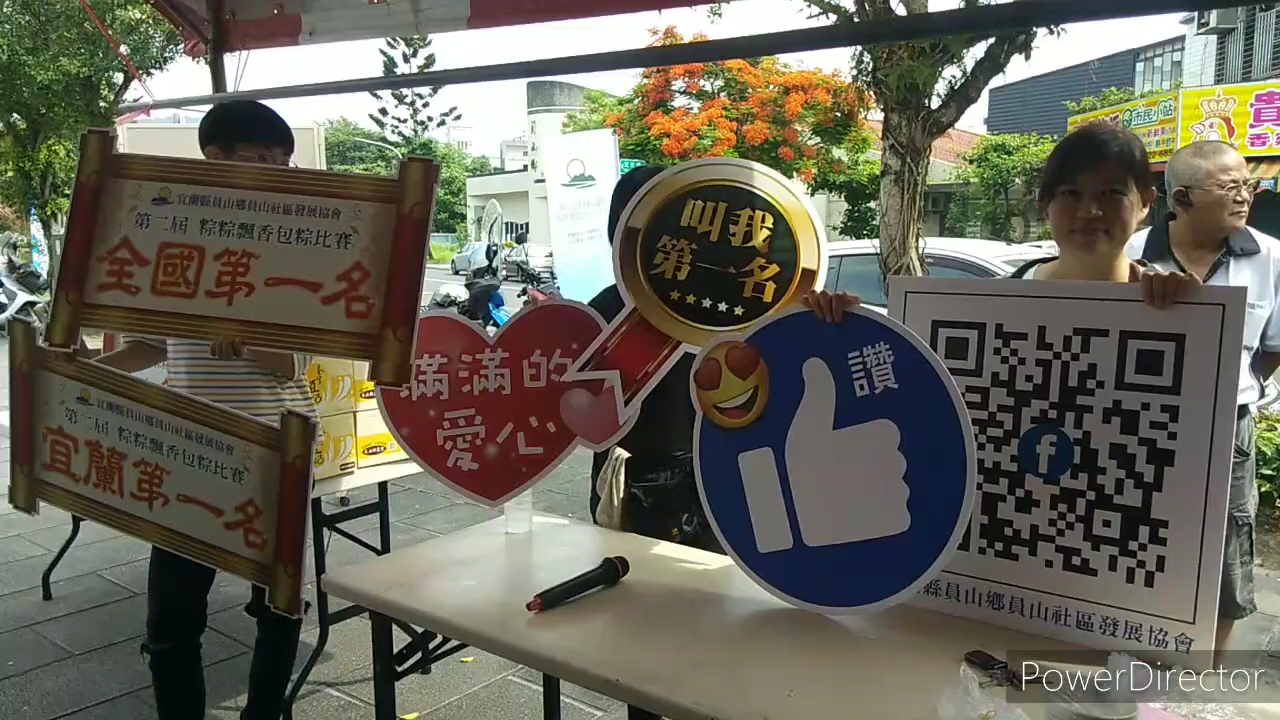 宜蘭縣員山鄉員山社區發展協會
第二屆 粽粽飄香包粽比賽
全國第一名
宜蘭縣員山鄉員山社區發展協會
第二屆 粽粽飄香包粽比賽
宜蘭第一名
滿滿的
愛心
叫我
第一名
讚
f
縣員山鄉員山社區發展協會
貴
香
PowerDirector